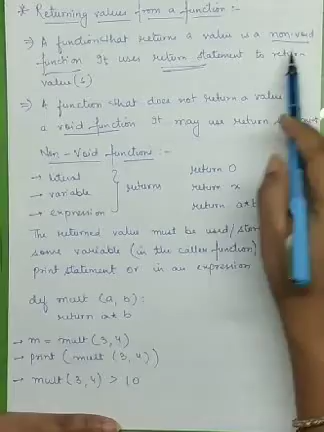 * Returning values from a function :-
⇒ A function that returns a value is a non-void
function It uses return statement to return
value(s)
⇒ A function that does not return a value
a void function It may use return
Non-Void functions :-
→ literal return 0
→ variable returns return x
→ expression return a*b
The returned value must be used/
some variable (in the caller function)
print statement or in an expression
def mult (a, b):
return a*b
→ m = mult(3,4)
→ print (mult (3,4))
→ mult(3,4) > 10